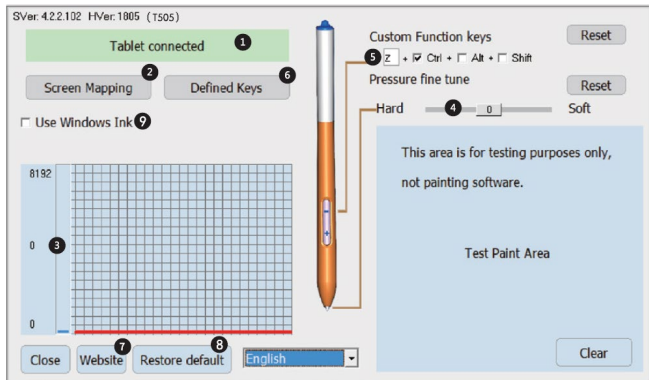 SVer: 4.2.2.102 HVer: 1805 (T505)
Tablet connected 1
2
Screen Mapping
6
Defined Keys
Use Windows Ink 9
8192
0 3
0
7
8
Close
Website
Restore default
English
Custom Function keys
Reset
5 Z + Ctrl + Alt + Shift
Pressure fine tune
Reset
Hard 4 0 Soft
This area is for testing purposes only,
not painting software.
Test Paint Area
Clear
- 
+